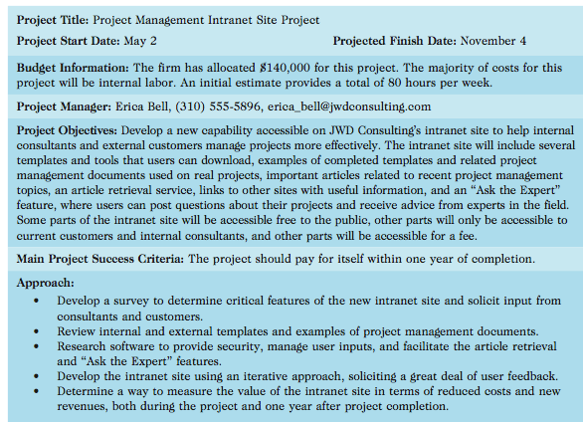 Project Title: Project Management Intranet Site Project
Project Start Date: May 2 Projected Finish Date: November 4
Budget Information: The firm has allocated $140,000 for this project. The majority of costs for this
project will be internal labor. An initial estimate provides a total of 80 hours per week.
Project Manager: Erica Bell, (310) 555-5896, erica_bell@jwdconsulting.com
Project Objectives: Develop a new capability accessible on JWD Consulting's intranet site to help internal
consultants and external customers manage projects more effectively. The intranet site will include several
templates and tools that users can download, examples of completed templates and related project
management documents used on real projects, important articles related to recent project management
topics, an article retrieval service, links to other sites with useful information, and an "Ask the Expert"
feature, where users can post questions about their projects and receive advice from experts in the field.
Some parts of the intranet site will be accessible free to the public, other parts will only be accessible to
current customers and internal consultants, and other parts will be accessible for a fee.
Main Project Success Criteria: The project should pay for itself within one year of completion.
Approach:
• Develop a survey to determine critical features of the new intranet site and solicit input from
consultants and customers.
• Review internal and external templates and examples of project management documents.
• Research software to provide security, manage user inputs, and facilitate the article retrieval
and "Ask the Expert" features.
• Develop the intranet site using an iterative approach, soliciting a great deal of user feedback.
• Determine a way to measure the value of the intranet site in terms of reduced costs and new
revenues, both during the project and one year after project completion.